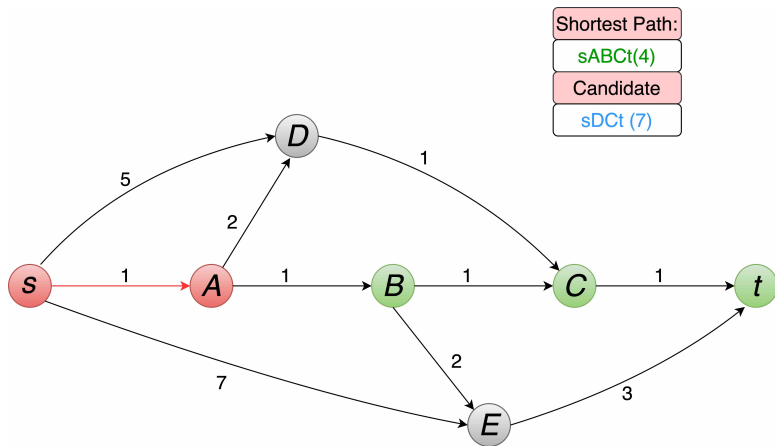 Shortest Path:
sABCt(4)
Candidate
sDCt (7)
D
5
1
2
s
1
A
1
B
1
C
1
t
2
7
3
E